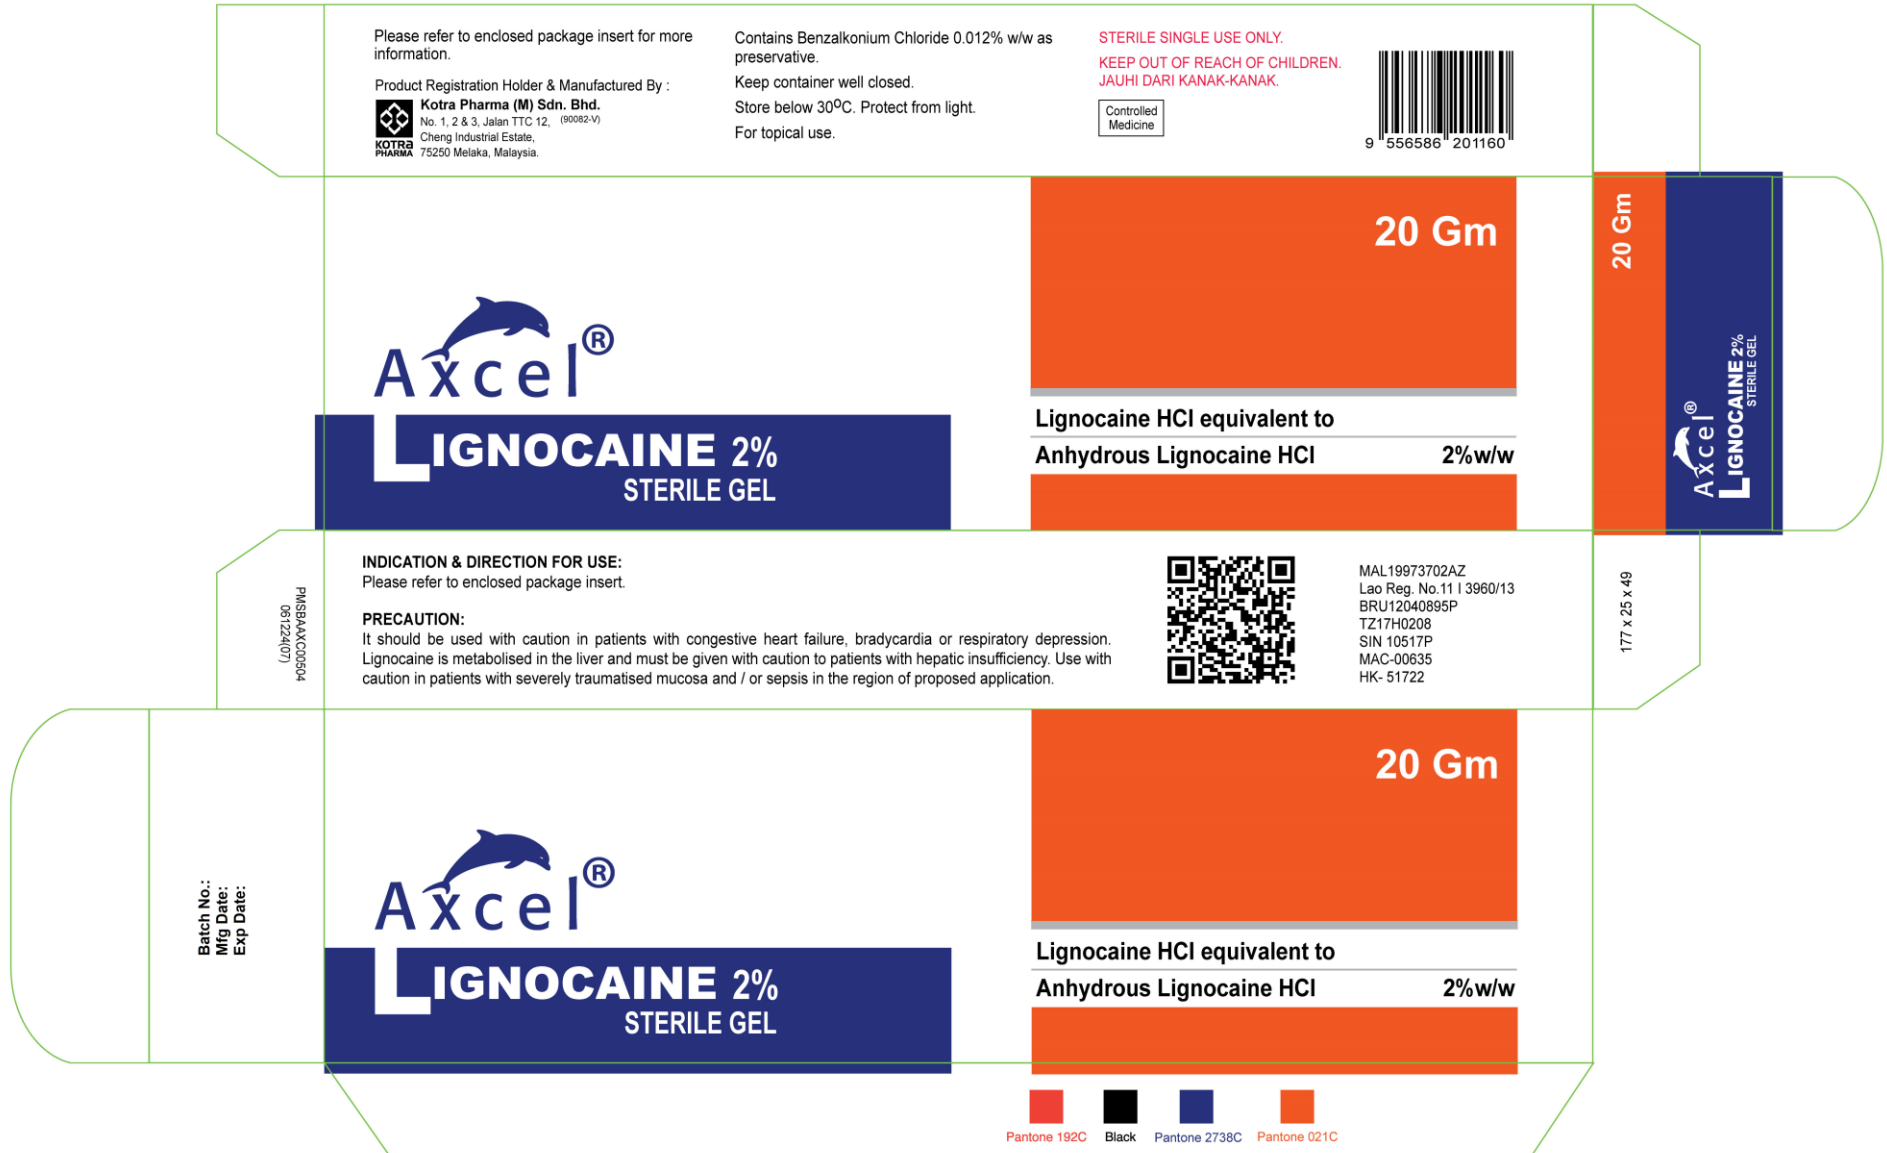 Please refer to enclosed package insert for more
information.
Product Registration Holder & Manufactured By :
Kotra Pharma (M) Sdn. Bhd.
No. 1, 2 & 3, Jalan TTC 12, (90082-V)
Cheng Industrial Estate,
75250 Melaka, Malaysia.
KOTRA
PHARMA
Contains Benzalkonium Chloride 0.012% w/w as
preservative.
Keep container well closed.
Store below 30ºC. Protect from light.
For topical use.
STERILE SINGLE USE ONLY.
KEEP OUT OF REACH OF CHILDREN.
JAUHI DARI KANAK-KANAK.
Controlled
Medicine
9 556586 201160
Axcel®
LIGNOCAINE 2%
STERILE GEL
20 Gm
Lignocaine HCl equivalent to
Anhydrous Lignocaine HCl 2%w/w
20 Gm
Axcel®
LIGNOCAINE 2%
STERILE GEL
PMSBAAXC00504
061224(07)
INDICATION & DIRECTION FOR USE:
Please refer to enclosed package insert.
PRECAUTION:
It should be used with caution in patients with congestive heart failure, bradycardia or respiratory depression.
Lignocaine is metabolised in the liver and must be given with caution to patients with hepatic insufficiency. Use with
caution in patients with severely traumatised mucosa and / or sepsis in the region of proposed application.
MAL19973702AZ
Lao Reg. No.11 I 3960/13
BRU12040895P
TZ17H0208
SIN 10517P
MAC-00635
HK- 51722
177 x 25 x 49
Batch No.:
Mfg Date:
Exp Date:
Axcel®
LIGNOCAINE 2%
STERILE GEL
20 Gm
Lignocaine HCl equivalent to
Anhydrous Lignocaine HCl 2%w/w
Pantone 192C Black Pantone 2738C Pantone 021C